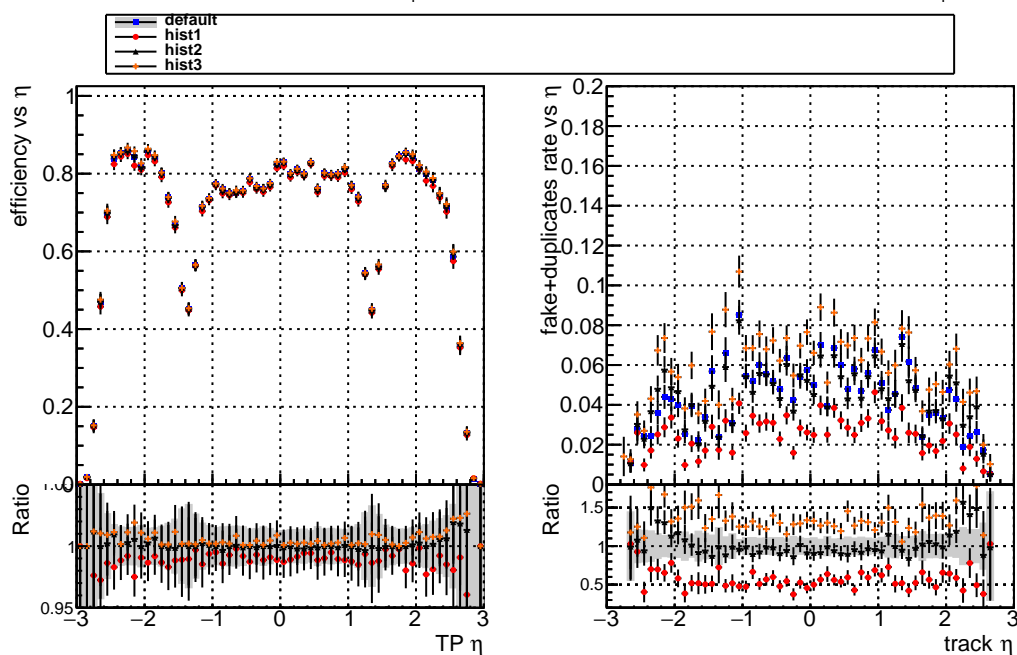 default
hist1
hist2
hist3
efficiency vs η
1
0.8
0.6
0.4
0.2
0
Ratio
1
0.95
−3 −2 −1 0 1 2 3
TP η
fake+duplicates rate vs η
0.2
0.18
0.16
0.14
0.12
0.1
0.08
0.06
0.04
0.02
0
Ratio
1.5
1
0.5
−3 −2 −1 0 1 2 3
track η